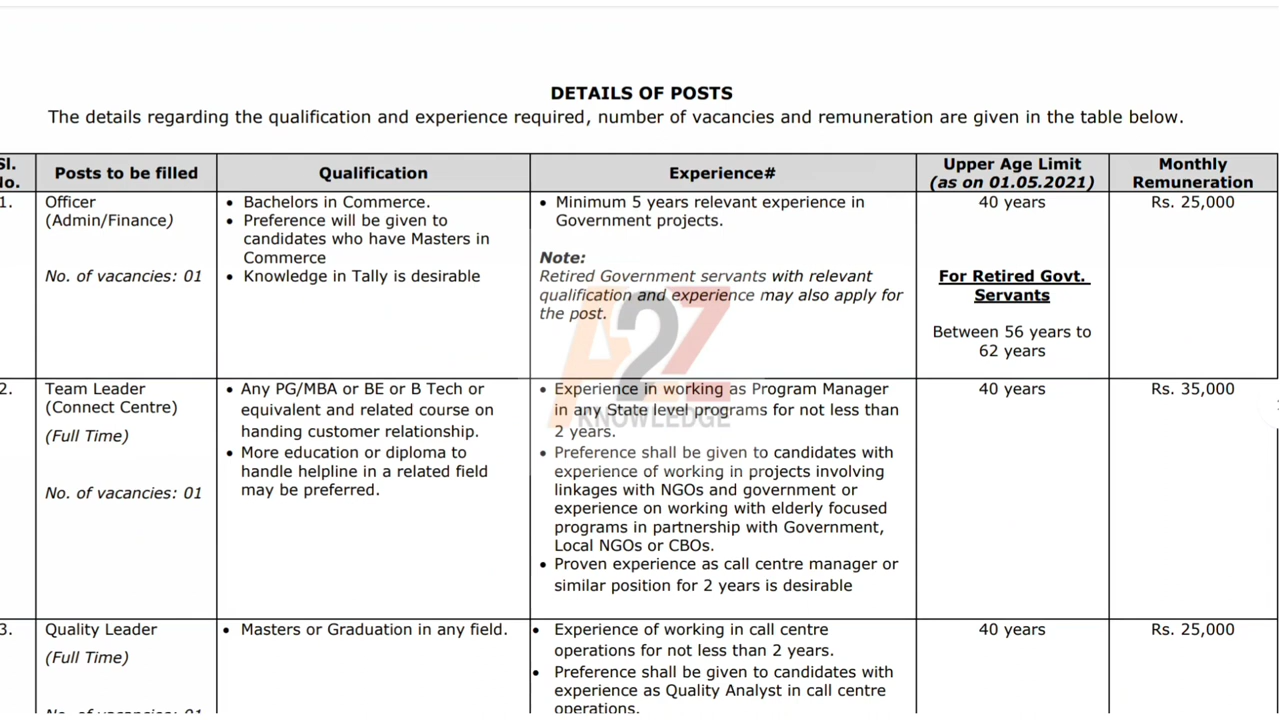 DETAILS OF POSTS
The details regarding the qualification and experience required, number of vacancies and remuneration are given in the table below.
Sl. No.
Posts to be filled
Qualification
Experience#
Upper Age Limit
(as on 01.05.2021)
Monthly
Remuneration
1.
Officer
(Admin/Finance)
No. of vacancies: 01
• Bachelors in Commerce.
• Preference will be given to
candidates who have Masters in
Commerce
• Knowledge in Tally is desirable
• Minimum 5 years relevant experience in
Government projects.
Note:
Retired Government servants with relevant
qualification and experience may also apply for
the post.
40 years
For Retired Govt.
Servants
Between 56 years to
62 years
Rs. 25,000
2.
Team Leader
(Connect Centre)
(Full Time)
No. of vacancies: 01
• Any PG/MBA or BE or B Tech or
equivalent and related course on
handing customer relationship.
• More education or diploma to
handle helpline in a related field
may be preferred.
• Experience in working as Program Manager
in any State level programs for not less than
2 years.
• Preference shall be given to candidates with
experience of working in projects involving
linkages with NGOs and government or
experience on working with elderly focused
programs in partnership with Government,
Local NGOs or CBOs.
• Proven experience as call centre manager or
similar position for 2 years is desirable
40 years
Rs. 35,000
3.
Quality Leader
(Full Time)
No. of vacancies: 01
• Masters or Graduation in any field.
• Experience of working in call centre
operations for not less than 2 years.
• Preference shall be given to candidates with
experience as Quality Analyst in call centre
operations.
40 years
Rs. 25,000
A2Z
KNOWLEDGE